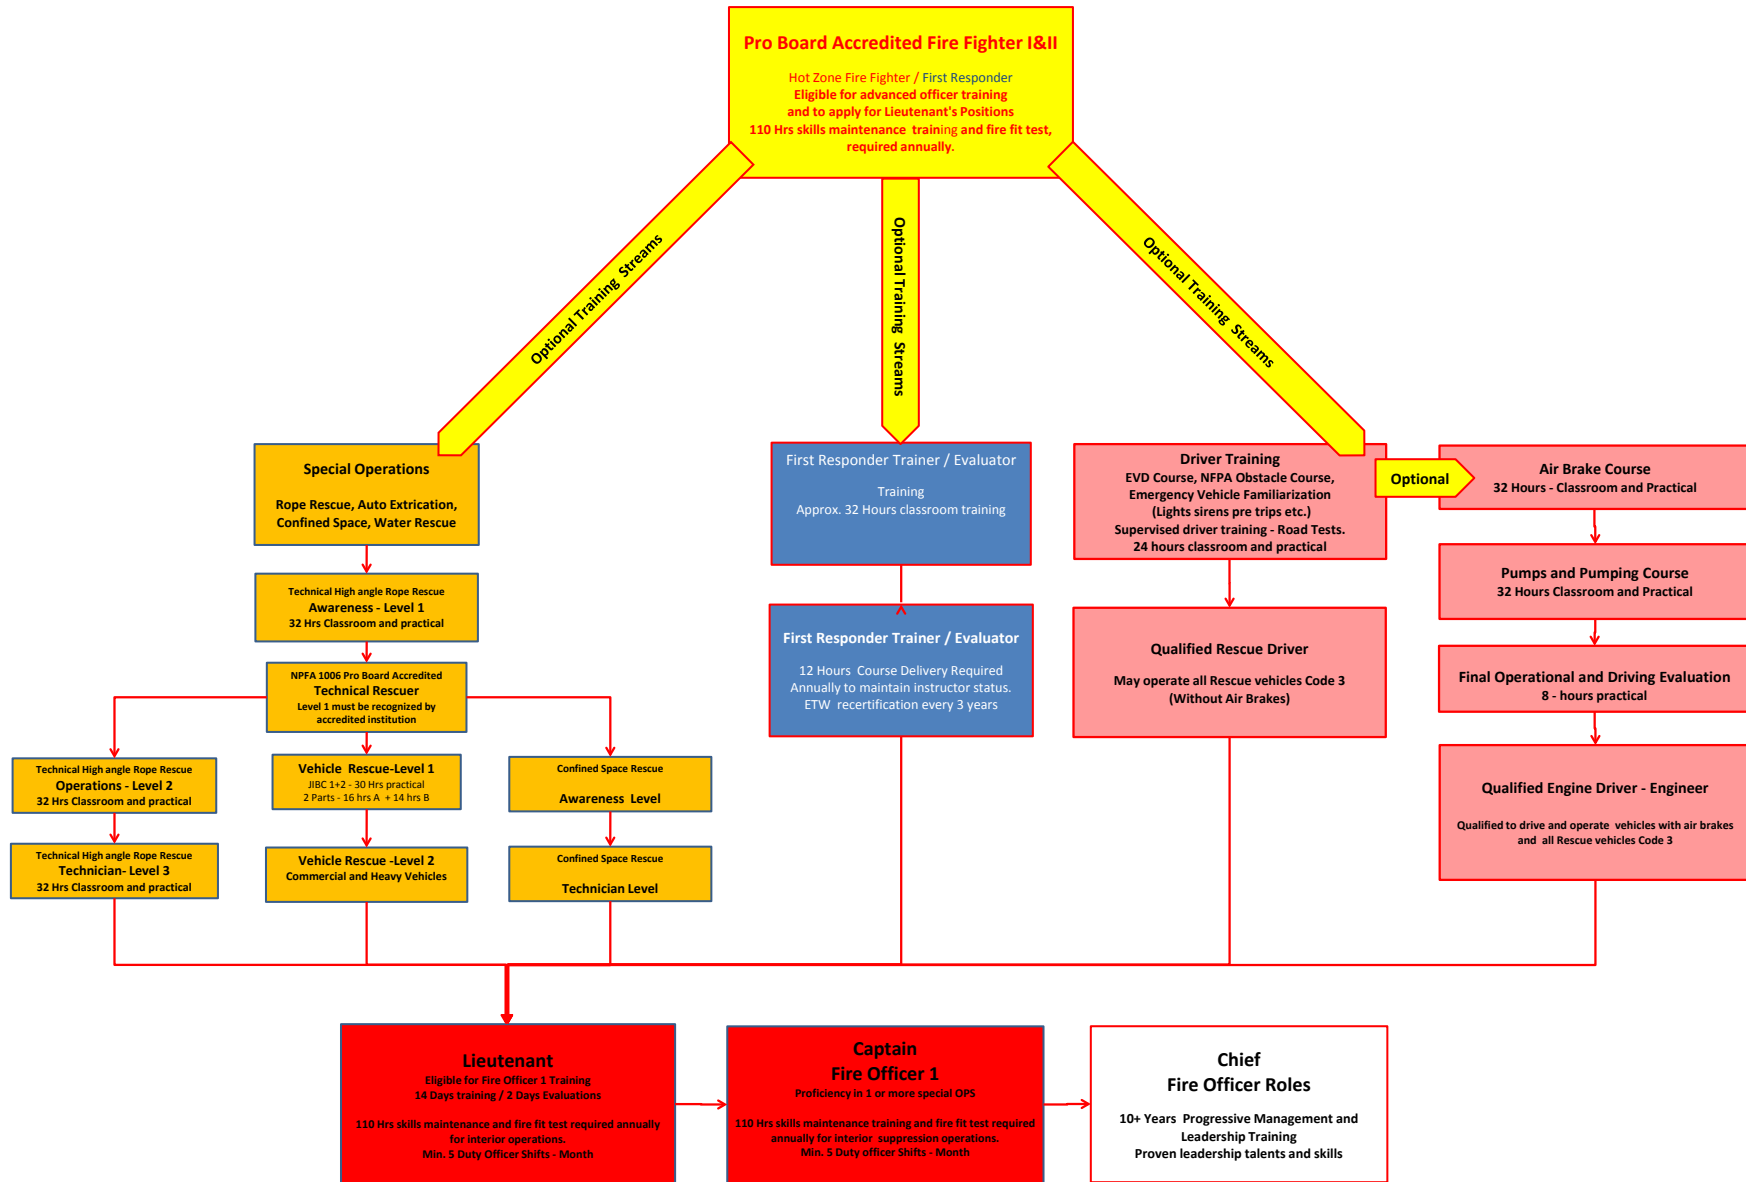 Pro Board Accredited Fire Fighter I&II
Hot Zone Fire Fighter / First Responder
Eligible for advanced officer training
and to apply for Lieutenant's Positions
110 Hrs skills maintenance training and fire fit test,
required annually.
Optional Training Streams
Optional Training Streams
Optional Training Streams
Special Operations
Rope Rescue, Auto Extrication,
Confined Space, Water Rescue
Technical High angle Rope Rescue
Awareness - Level 1
32 Hrs Classroom and practical
NPFA 1006 Pro Board Accredited
Technical Rescuer
Level 1 must be recognized by
accredited institution
Technical High angle Rope Rescue
Operations - Level 2
32 Hrs Classroom and practical
Technical High angle Rope Rescue
Technician- Level 3
32 Hrs Classroom and practical
Vehicle Rescue-Level 1
JIBC 1+2 - 30 Hrs practical
2 Parts - 16 hrs A + 14 hrs B
Vehicle Rescue -Level 2
Commercial and Heavy Vehicles
Confined Space Rescue
Awareness Level
Confined Space Rescue
Technician Level
First Responder Trainer / Evaluator
Training
Approx. 32 Hours classroom training
First Responder Trainer / Evaluator
12 Hours Course Delivery Required
Annually to maintain instructor status.
ETW recertification every 3 years
Driver Training
EVD Course, NFPA Obstacle Course,
Emergency Vehicle Familiarization
(Lights sirens pre trips etc.)
Supervised driver training - Road Tests.
24 hours classroom and practical
Qualified Rescue Driver
May operate all Rescue vehicles Code 3
(Without Air Brakes)
Optional
Air Brake Course
32 Hours - Classroom and Practical
Pumps and Pumping Course
32 Hours Classroom and Practical
Final Operational and Driving Evaluation
8 - hours practical
Qualified Engine Driver - Engineer
Qualified to drive and operate vehicles with air brakes
and all Rescue vehicles Code 3
Lieutenant
Eligible for Fire Officer 1 Training
14 Days training / 2 Days Evaluations
110 Hrs skills maintenance and fire fit test required annually
for interior operations.
Min. 5 Duty Officer Shifts - Month
Captain
Fire Officer 1
Proficiency in 1 or more special OPS
110 Hrs skills maintenance training and fire fit test required
annually for interior suppression operations.
Min. 5 Duty officer Shifts - Month
Chief
Fire Officer Roles
10+ Years Progressive Management and
Leadership Training
Proven leadership talents and skills